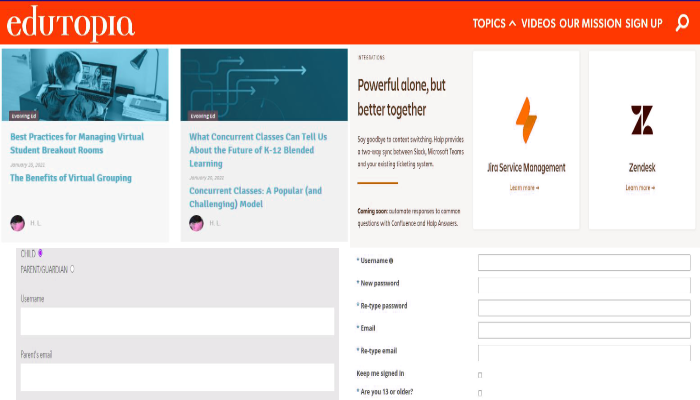 edutopia
TOPICS VIDEOS OUR MISSION SIGN UP
Evolving Ed
Best Practices for Managing Virtual
Student Breakout Rooms
January 22, 2021
The Benefits of Virtual Grouping
H. L.
Evolving Ed
What Concurrent Classes Can Tell Us
About the Future of K-12 Blended
Learning
January 22, 2021
Concurrent Classes: A Popular (and
Challenging) Model
H. L.
INTEGRATIONS
Powerful alone, but
better together
Say goodbye to context switching. Halp provides
a two-way sync between Slack, Microsoft Teams
and your existing ticketing system.
Coming soon: automate responses to common
questions with Confluence and Halp Answers.
Jira Service Management
Learn more →
Zendesk
Learn more →
CHILD
PARENT/GUARDIAN
Username
Parent's email
* Username
* New password
* Re-type password
* Email
* Re-type email
Keep me signed in
* Are you 13 or older?